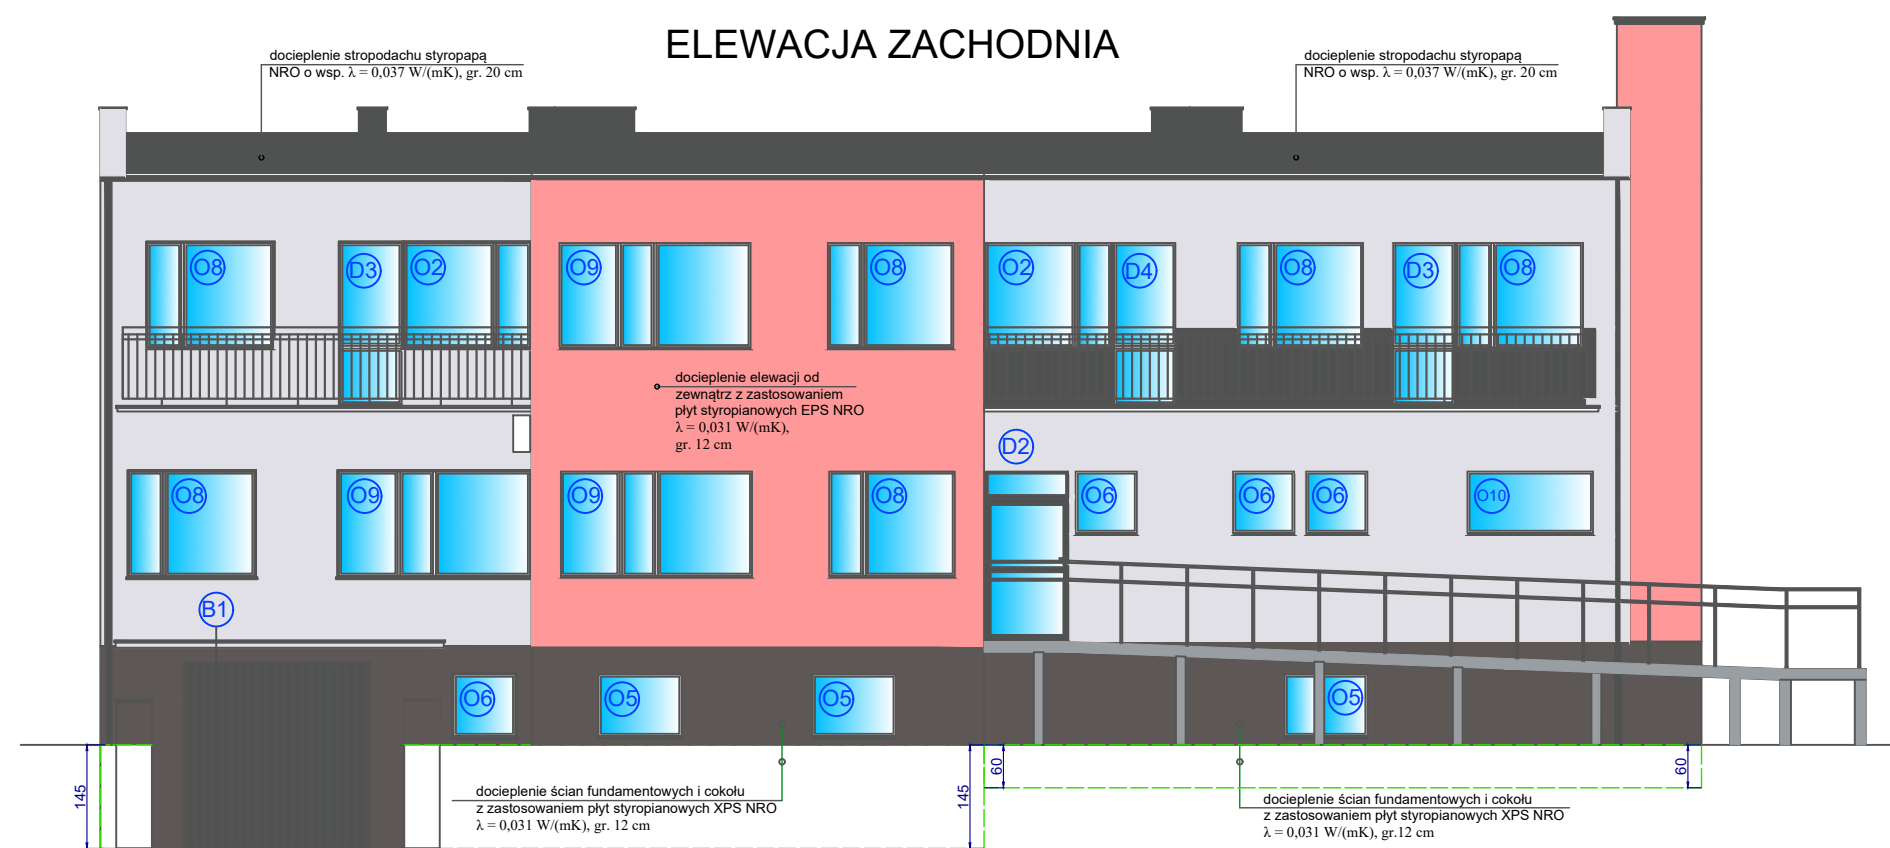 ELEWACJA ZACHODNIA
docieplenie stropodachu styropapą
NRO o wsp. λ = 0,037 W/(mK), gr. 20 cm
docieplenie stropodachu styropapą
NRO o wsp. λ = 0,037 W/(mK), gr. 20 cm
O8
D3
O2
O9
O8
O2
D4
O8
D3
O8
docieplenie elewacji od
zewnątrz z zastosowaniem
płyt styropianowych EPS NRO
λ = 0,031 W/(mK),
gr. 12 cm
D2
O8
O9
O9
O8
O6
O6
O6
O10
B1
O6
O5
O5
O5
145
145
60
60
docieplenie ścian fundamentowych i cokołu
z zastosowaniem płyt styropianowych XPS NRO
λ = 0,031 W/(mK), gr. 12 cm
docieplenie ścian fundamentowych i cokołu
z zastosowaniem płyt styropianowych XPS NRO
λ = 0,031 W/(mK), gr.12 cm